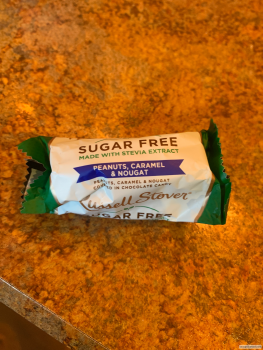 SUGAR FREE
MADE WITH STEVIA EXTRACT
PEANUTS, CARAMEL
& NOUGAT
PEANUTS, CARAMEL & NOUGAT
COVERED IN CHOCOLATE CANDY
Russell Stover
SUGAR FREE